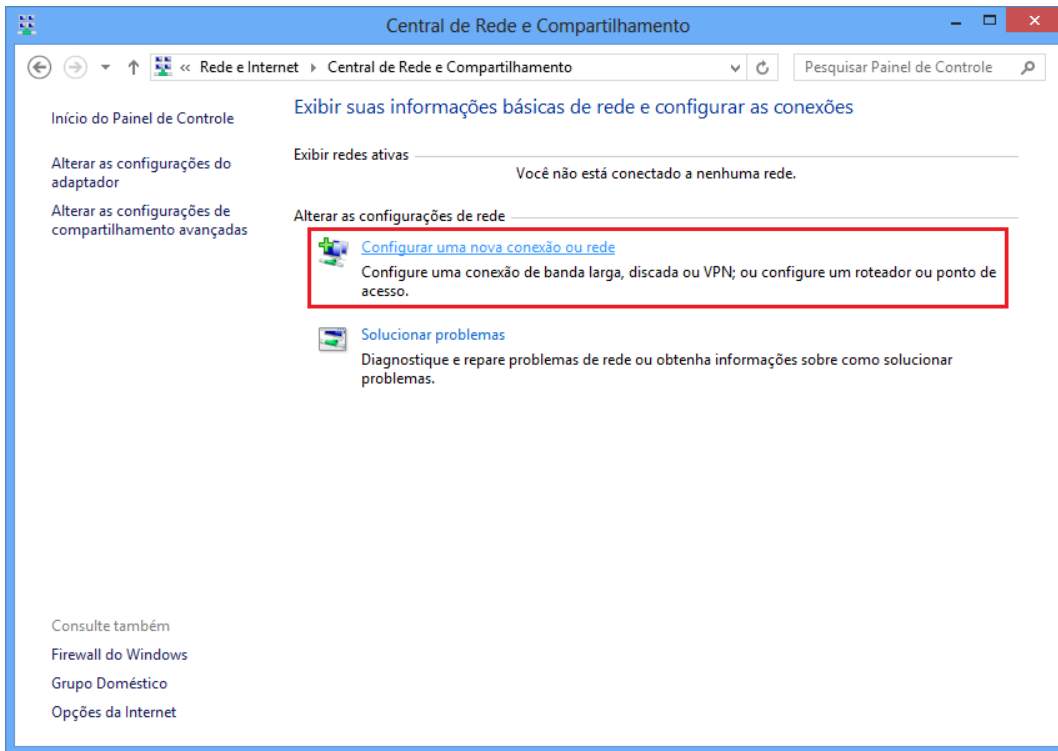 Central de Rede e Compartilhamento
« Rede e Internet Central de Rede e Compartilhamento
Pesquisar Painel de Controle
Início do Painel de Controle
Alterar as configurações do
adaptador
Alterar as configurações de
compartilhamento avançadas
Exibir suas informações básicas de rede e configurar as conexões
Exibir redes ativas
Você não está conectado a nenhuma rede.
Alterar as configurações de rede
Configurar uma nova conexão ou rede
Configure uma conexão de banda larga, discada ou VPN; ou configure um roteador ou ponto de
acesso.
Solucionar problemas
Diagnostique e repare problemas de rede ou obtenha informações sobre como solucionar
problemas.
Consulte também
Firewall do Windows
Grupo Doméstico
Opções da Internet